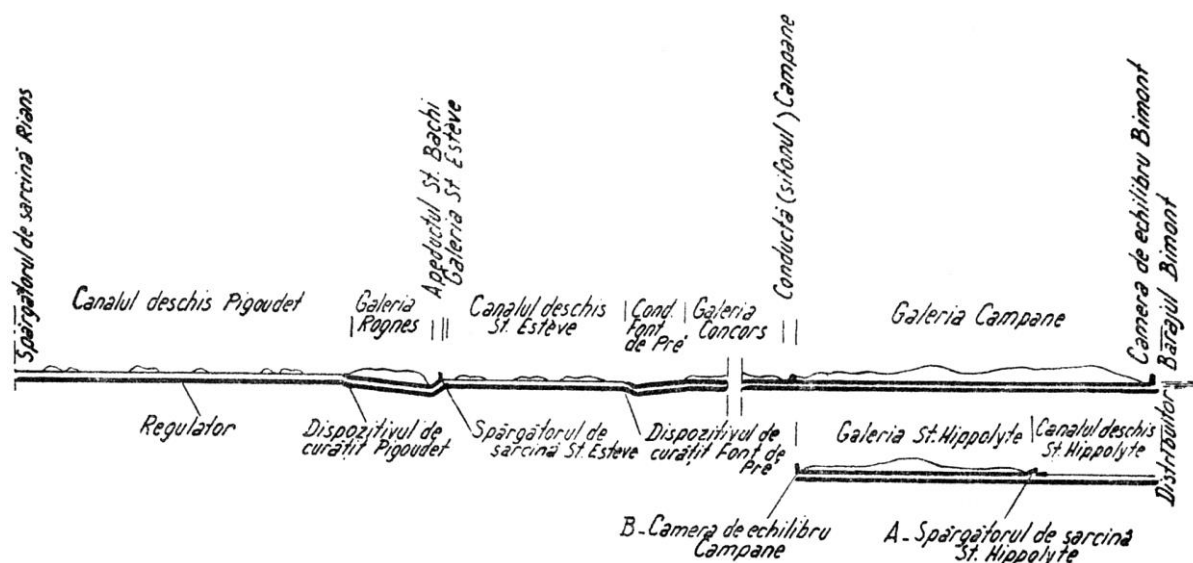 Spărgătorul de sarcină Rians
Canalul deschis Pigoudet
Galeria
Rognes
Apeductul St. Bachi
Galeria St. Estève
Canalul deschis
St. Estève
Cond.
Font
de Pré
Galeria
Concors
Conductă (sifonul) Campane
Galeria Campane
Camera de echilibru Bimont
Barajul Bimont
Regulator
Dispozitivul de
curățit Pigoudet
Spărgătorul de
sarcină St. Estève
Dispozitivul de
curățit Font de
Pré
Galeria St. Hippolyte
Canalul deschis
St. Hippolyte
Distribuitor
B_Camera de echilibru
Campane
A_Spărgătorul de sarcină
St. Hippolyte